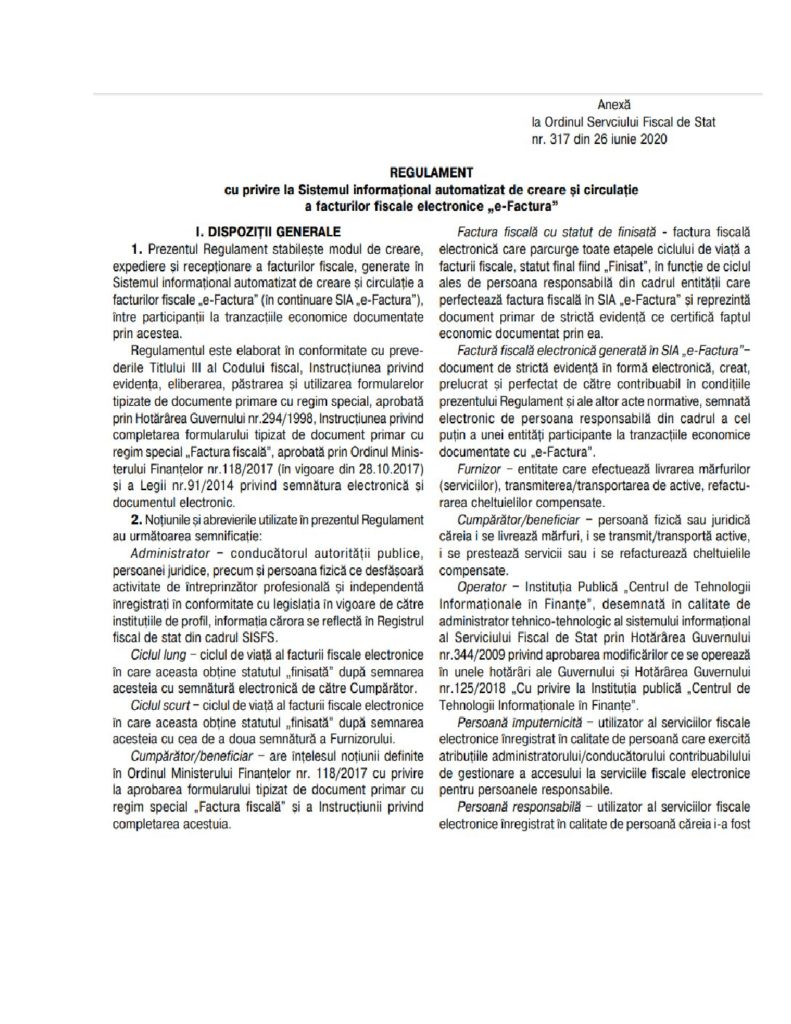 Anexă
la Ordinul Servciului Fiscal de Stat
nr. 317 din 26 iunie 2020
REGULAMENT
cu privire la Sistemul informațional automatizat de creare și circulație
a facturilor fiscale electronice „e-Factura”
I. DISPOZIȚII GENERALE
1. Prezentul Regulament stabilește modul de creare,
expediere și recepționare a facturilor fiscale, generate în
Sistemul informațional automatizat de creare și circulație a
facturilor fiscale „e-Factura” (în continuare SIA „e-Factura”),
între participanții la tranzacțiile economice documentate
prin acestea.
Regulamentul este elaborat în conformitate cu preve-
derile Titlului III al Codului fiscal, Instrucțiunea privind
evidența, eliberarea, păstrarea și utilizarea formularelor
tipizate de documente primare cu regim special, aprobată
prin Hotărârea Guvernului nr.294/1998, Instrucțiunea privind
completarea formularului tipizat de document primar cu
regim special „Factura fiscală”, aprobată prin Ordinul Minis-
terului Finanțelor nr.118/2017 (în vigoare din 28.10.2017)
și a Legii nr.91/2014 privind semnătura electronică și
documentul electronic.
2. Noțiunile și abrevierile utilizate în prezentul Regulament
au următoarea semnificație:
Administrator – conducătorul autorității publice,
persoanei juridice, precum și persoana fizică ce desfășoară
activitate de întreprinzător profesională și independentă
înregistrați în conformitate cu legislația în vigoare de către
instituțiile de profil, informația cărora se reflectă în Registrul
fiscal de stat din cadrul SISFS.
Ciclul lung – ciclul de viață al facturii fiscale electronice
în care aceasta obține statutul „finisată” după semnarea
acesteia cu semnătură electronică de către Cumpărător.
Ciclul scurt – ciclul de viață al facturii fiscale electronice
în care aceasta obține statutul „finisată” după semnarea
acesteia cu cea de a doua semnătură a Furnizorului.
Cumpărător/beneficiar – are înțelesul noțiunii definite
în Ordinul Ministerului Finanțelor nr. 118/2017 cu privire
la aprobarea formularului tipizat de document primar cu
regim special „Factura fiscală” și a Instrucțiunii privind
completarea acestuia.
Factura fiscală cu statut de finisată - factura fiscală
electronică care parcurge toate etapele ciclului de viață a
facturii fiscale, statut final fiind „Finisat”, în funcție de ciclul
ales de persoana responsabilă din cadrul entității care
perfectează factura fiscală în SIA „e-Factura” și reprezintă
document primar de strictă evidență ce certifică faptul
economic documentat prin ea.
Factură fiscală electronică generată în SIA „e-Factura”–
document de strictă evidență în formă electronică, creat,
prelucrat și perfectat de către contribuabil în condițiile
prezentului Regulament și ale altor acte normative, semnată
electronic de persoana responsabilă din cadrul a cel
puțin a unei entități participante la tranzacțiile economice
documentate cu „e-Factura”.
Furnizor – entitate care efectuează livrarea mărfurilor
(serviciilor), transmiterea/transportarea de active, refactu-
rarea cheltuielilor compensate.
Cumpărător/beneficiar – persoană fizică sau juridică
căreia i se livrează mărfuri, i se transmit/transportă active,
i se prestează servicii sau i se refacturează cheltuielile
compensate.
Operator – Instituția Publică „Centrul de Tehnologii
Informaționale în Finanțe”, desemnată în calitate de
administrator tehnico-tehnologic al sistemului informațional
al Serviciului Fiscal de Stat prin Hotărârea Guvernului
nr.344/2009 privind aprobarea modificărilor ce se operează
în unele hotărâri ale Guvernului și Hotărârea Guvernului
nr.125/2018 „Cu privire la Instituția publică „Centrul de
Tehnologii Informaționale în Finanțe”.
Persoană împuternicită – utilizator al serviciilor fiscale
electronice înregistrat în calitate de persoană care exercită
atribuțiile administratorului/conducătorului contribuabilului
de gestionare a accesului la serviciile fiscale electronice
pentru persoanele responsabile.
Persoană responsabilă – utilizator al serviciilor fiscale
electronice înregistrat în calitate de persoană căreia i-a fost